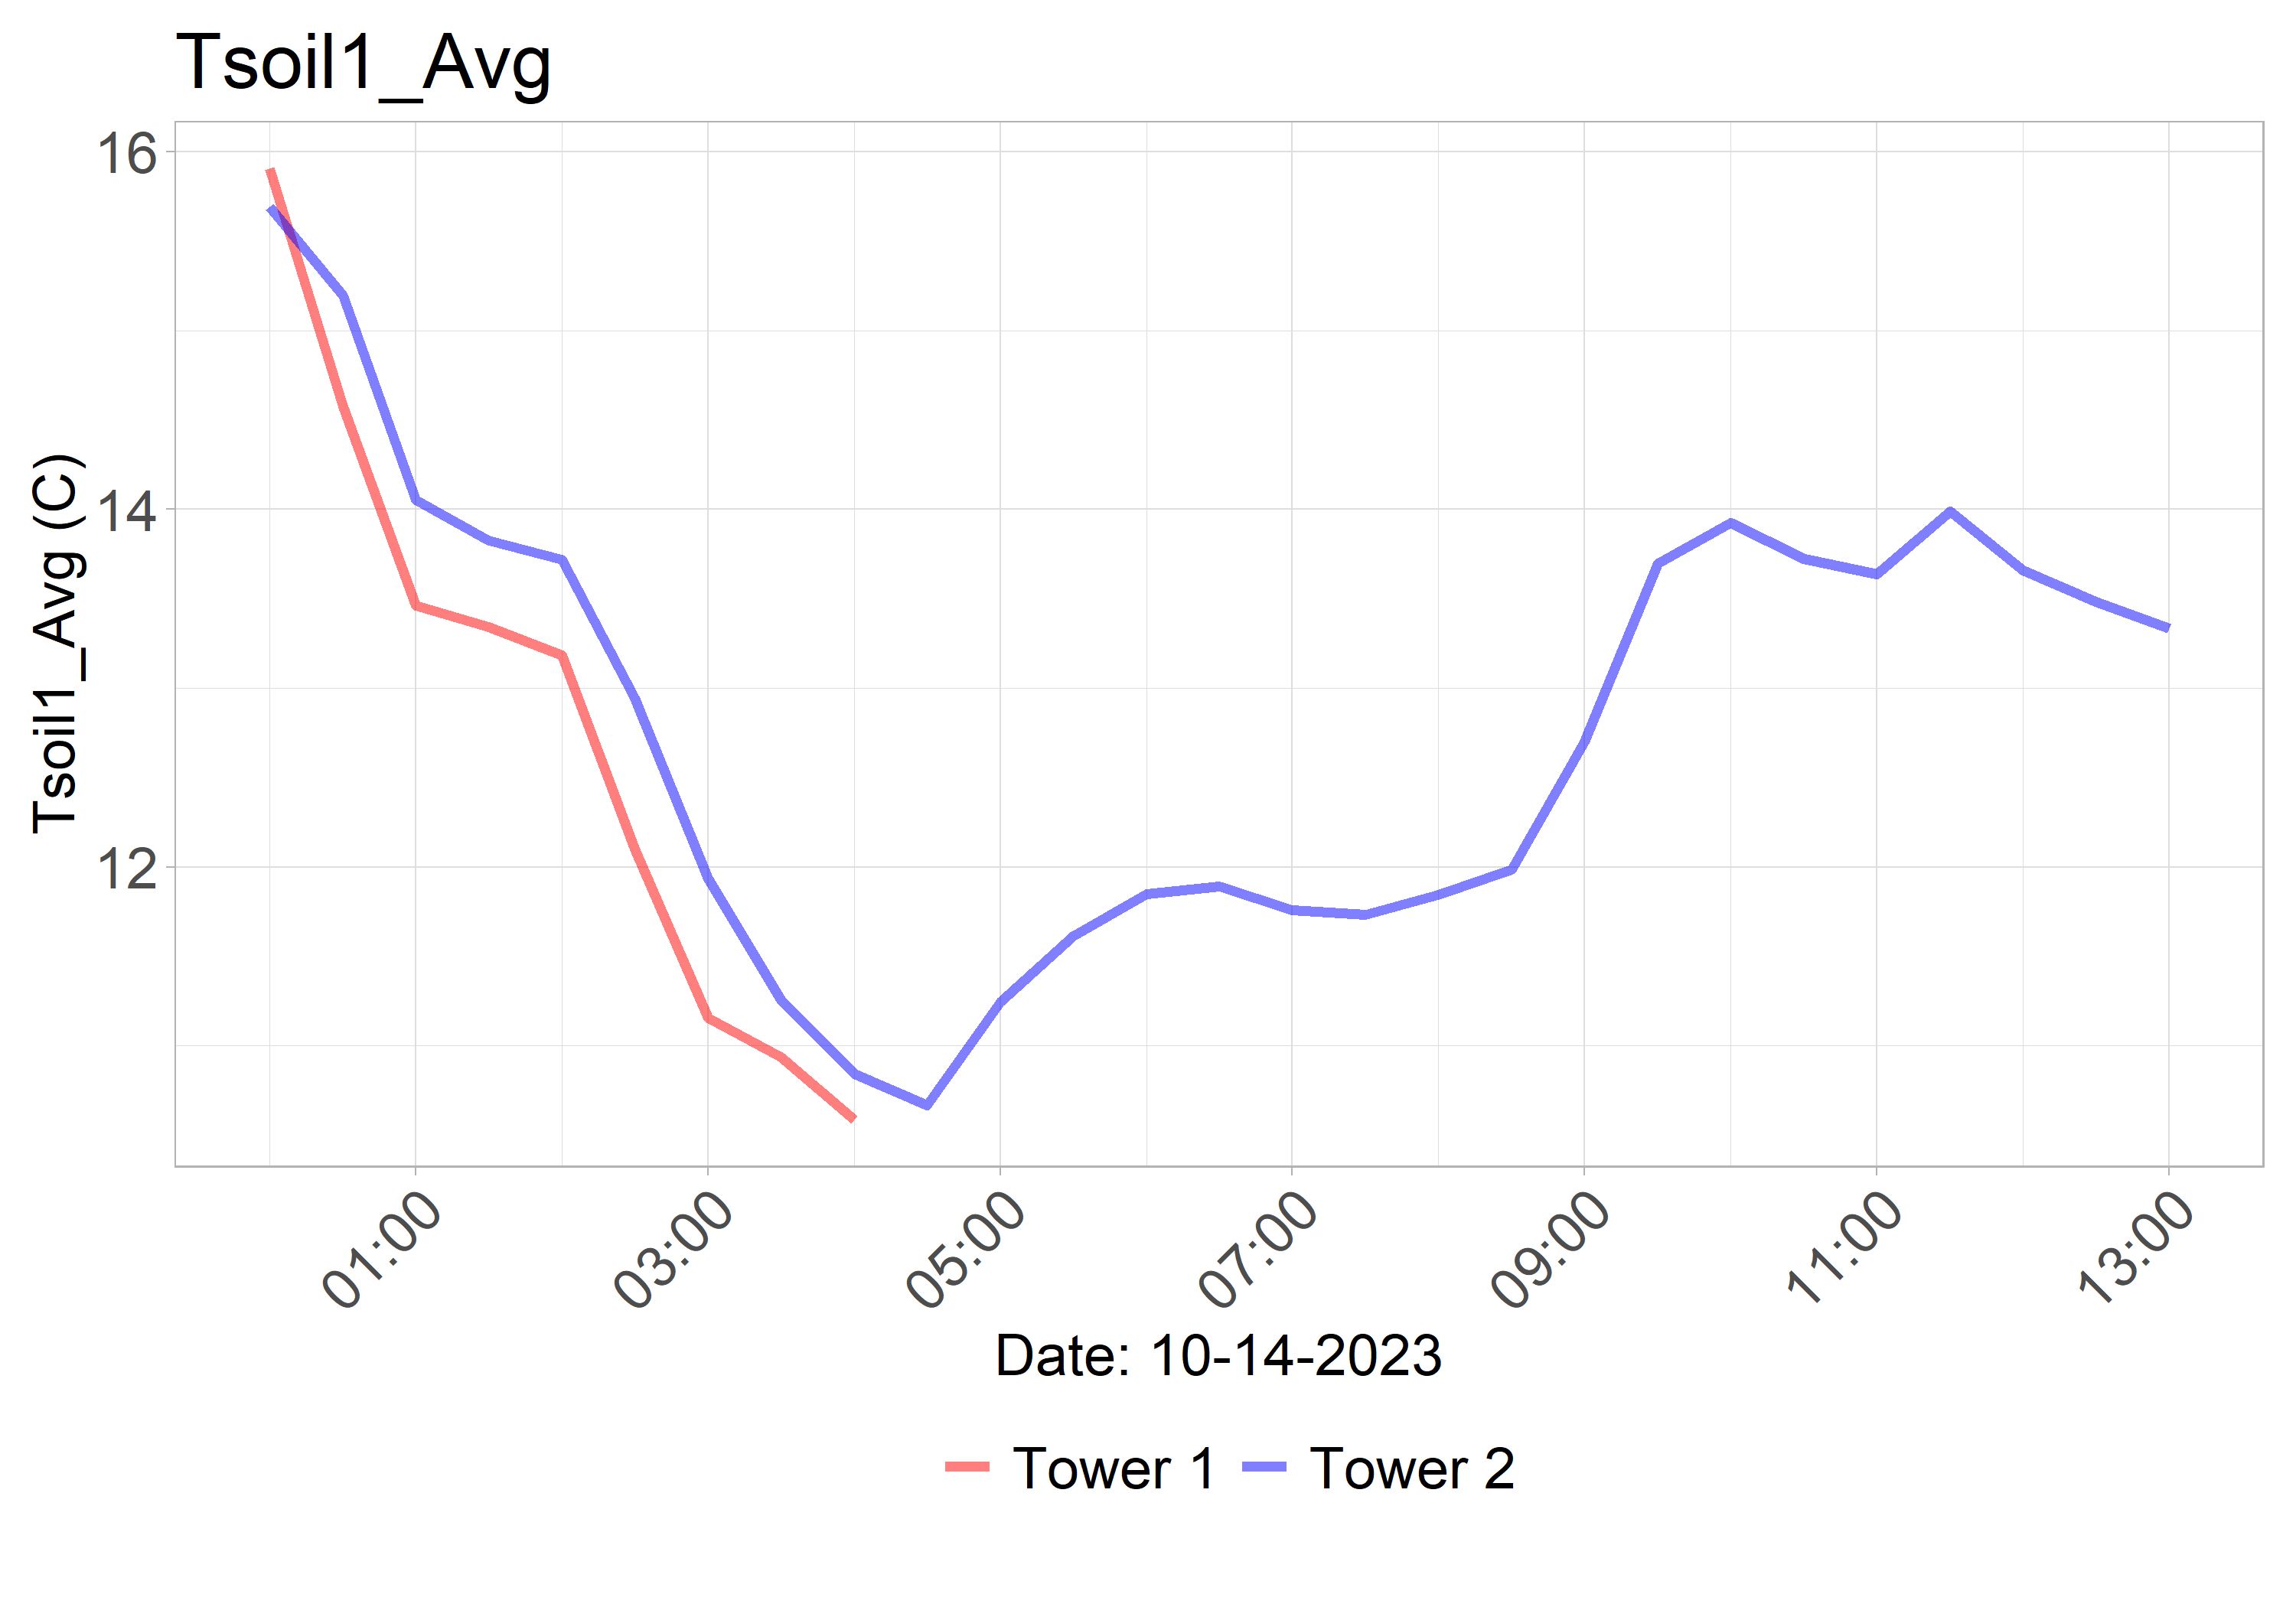 Tsoil1_Avg
Tsoil1_Avg (C)
16
14
12
01:00 03:00 05:00 07:00 09:00 11:00 13:00
Date: 10-14-2023
Tower 1 Tower 2